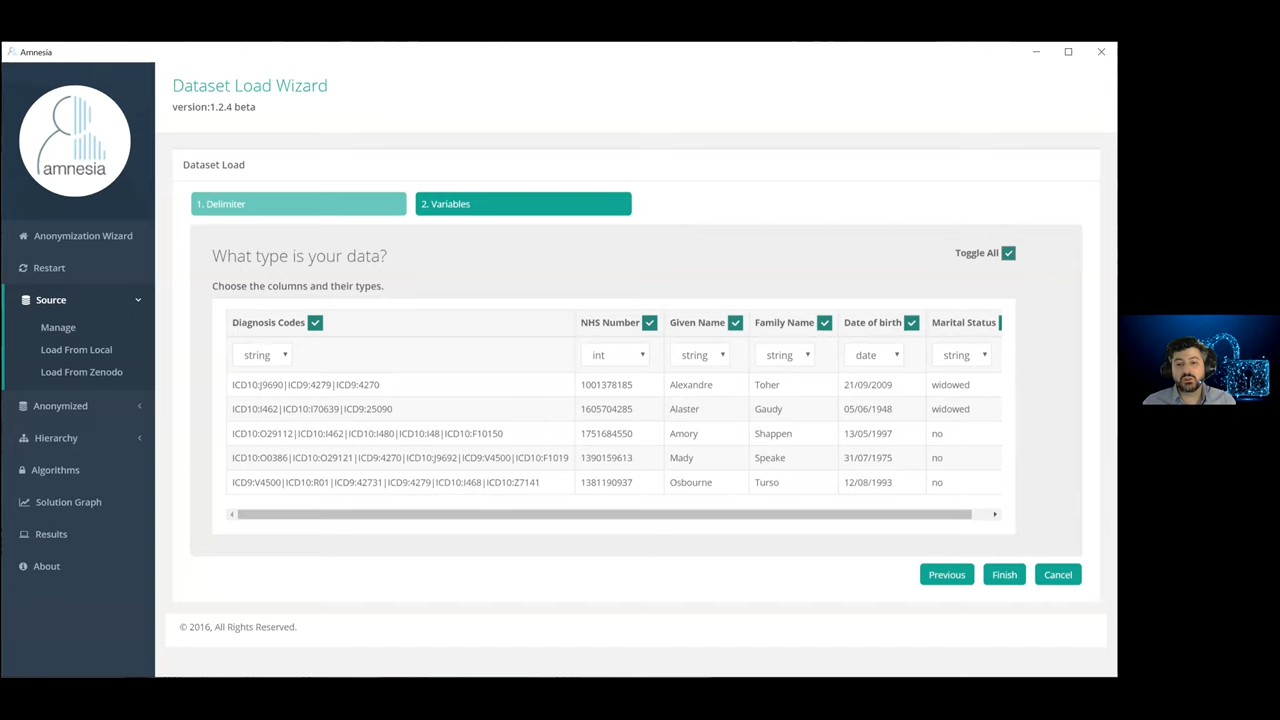 Amnesia
amnesia
Anonymization Wizard
Restart
Source
Manage
Load From Local
Load From Zenodo
Anonymized
Hierarchy
Algorithms
Solution Graph
Results
About
Dataset Load Wizard
version:1.2.4 beta
Dataset Load
1. Delimiter 2. Variables
What type is your data? Toggle All
Choose the columns and their types.
Diagnosis Codes NHS Number Given Name Family Name Date of birth Marital Status
string int string string date string
ICD10:J9690|ICD9:4279|ICD9:4270 1001378185 Alexandre Toher 21/09/2009 widowed
ICD10:I462|ICD10:I70639|ICD9:25090 1605704285 Alaster Gaudy 05/06/1948 widowed
ICD10:O29112|ICD10:I462|ICD10:I480|ICD10:I48|ICD10:F10150 1751684550 Amory Shappen 13/05/1997 no
ICD10:O0386|ICD10:O29121|ICD9:4270|ICD10:J9692|ICD9:V4500|ICD10:F1019 1390159613 Mady Speake 31/07/1975 no
ICD9:V4500|ICD10:R01|ICD9:42731|ICD9:4279|ICD10:I468|ICD10:Z7141 1381190937 Osbourne Turso 12/08/1993 no
Previous Finish Cancel
© 2016, All Rights Reserved.